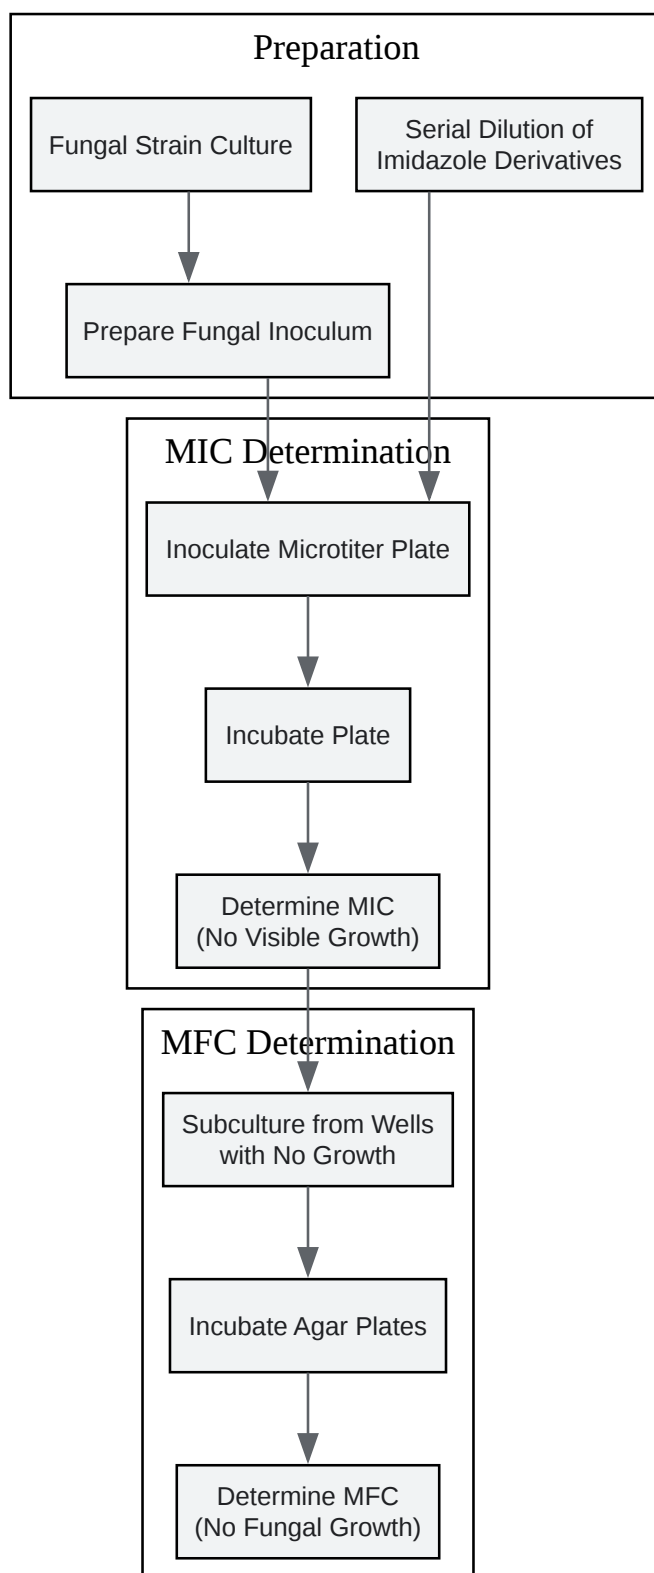 Preparation
Fungal Strain Culture
Serial Dilution of
Imidazole Derivatives
Prepare Fungal Inoculum
MIC Determination
Inoculate Microtiter Plate
Incubate Plate
Determine MIC
(No Visible Growth)
MFC Determination
Subculture from Wells
with No Growth
Incubate Agar Plates
Determine MFC
(No Fungal Growth)